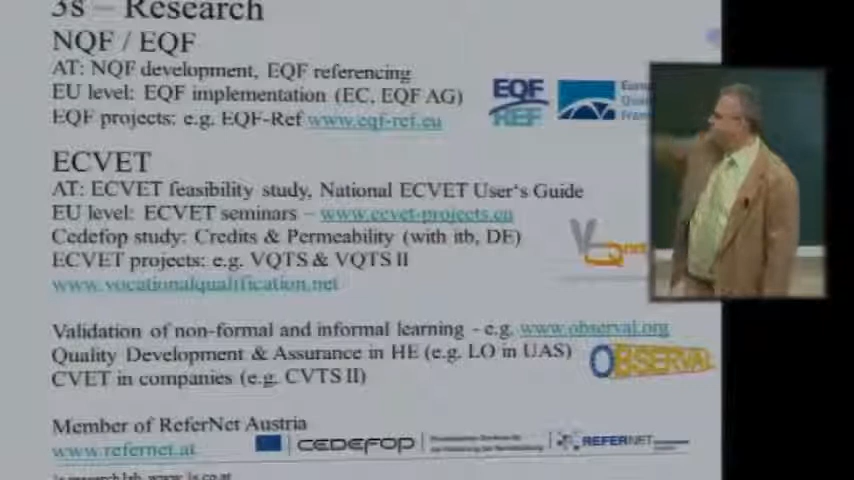 3s – Research
NQF / EQF
AT: NQF development, EQF referencing
EU level: EQF implementation (EC, EQF AG)
EQF projects: e.g. EQF-Ref www.eqf-ref.eu
EQF
REF
ECVET
AT: ECVET feasibility study, National ECVET User's Guide
EU level: ECVET seminars – www.ecvet-projects.eu
Cedefop study: Credits & Permeability (with itb, DE)
ECVET projects: e.g. VQTS & VQTS II
www.vocationalqualification.net
Validation of non-formal and informal learning - e.g. www.observal.org
Quality Development & Assurance in HE (e.g. LO in UAS)
OBSERVAL
CVET in companies (e.g. CVTS II)
Member of ReferNet Austria
www.refernet.at
CEDEFOP
REFERNET